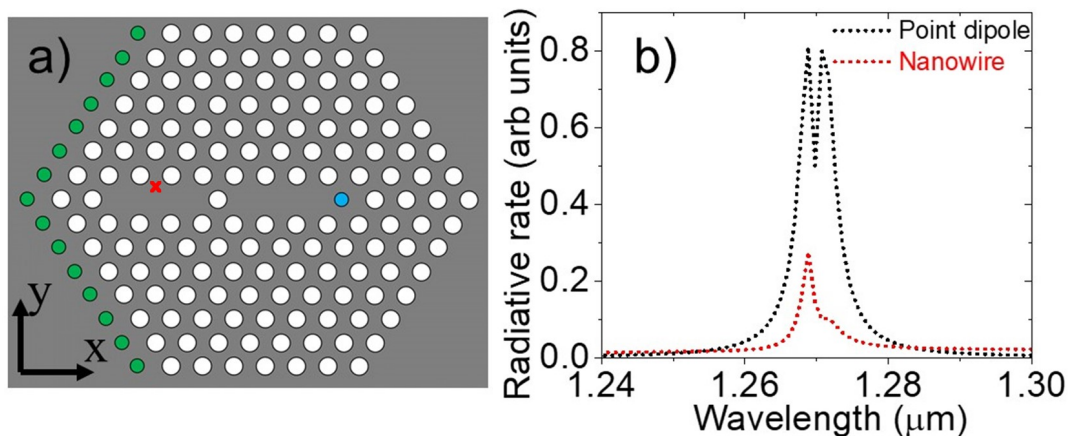 a)
y
x
b)
Point dipole
Nanowire
Radiative rate (arb units)
0.8
0.6
0.4
0.2
0.0
1.24
1.26
1.28
1.30
Wavelength (μm)